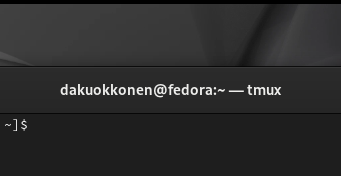 dakuokkonen@fedora:~ — tmux
~]$